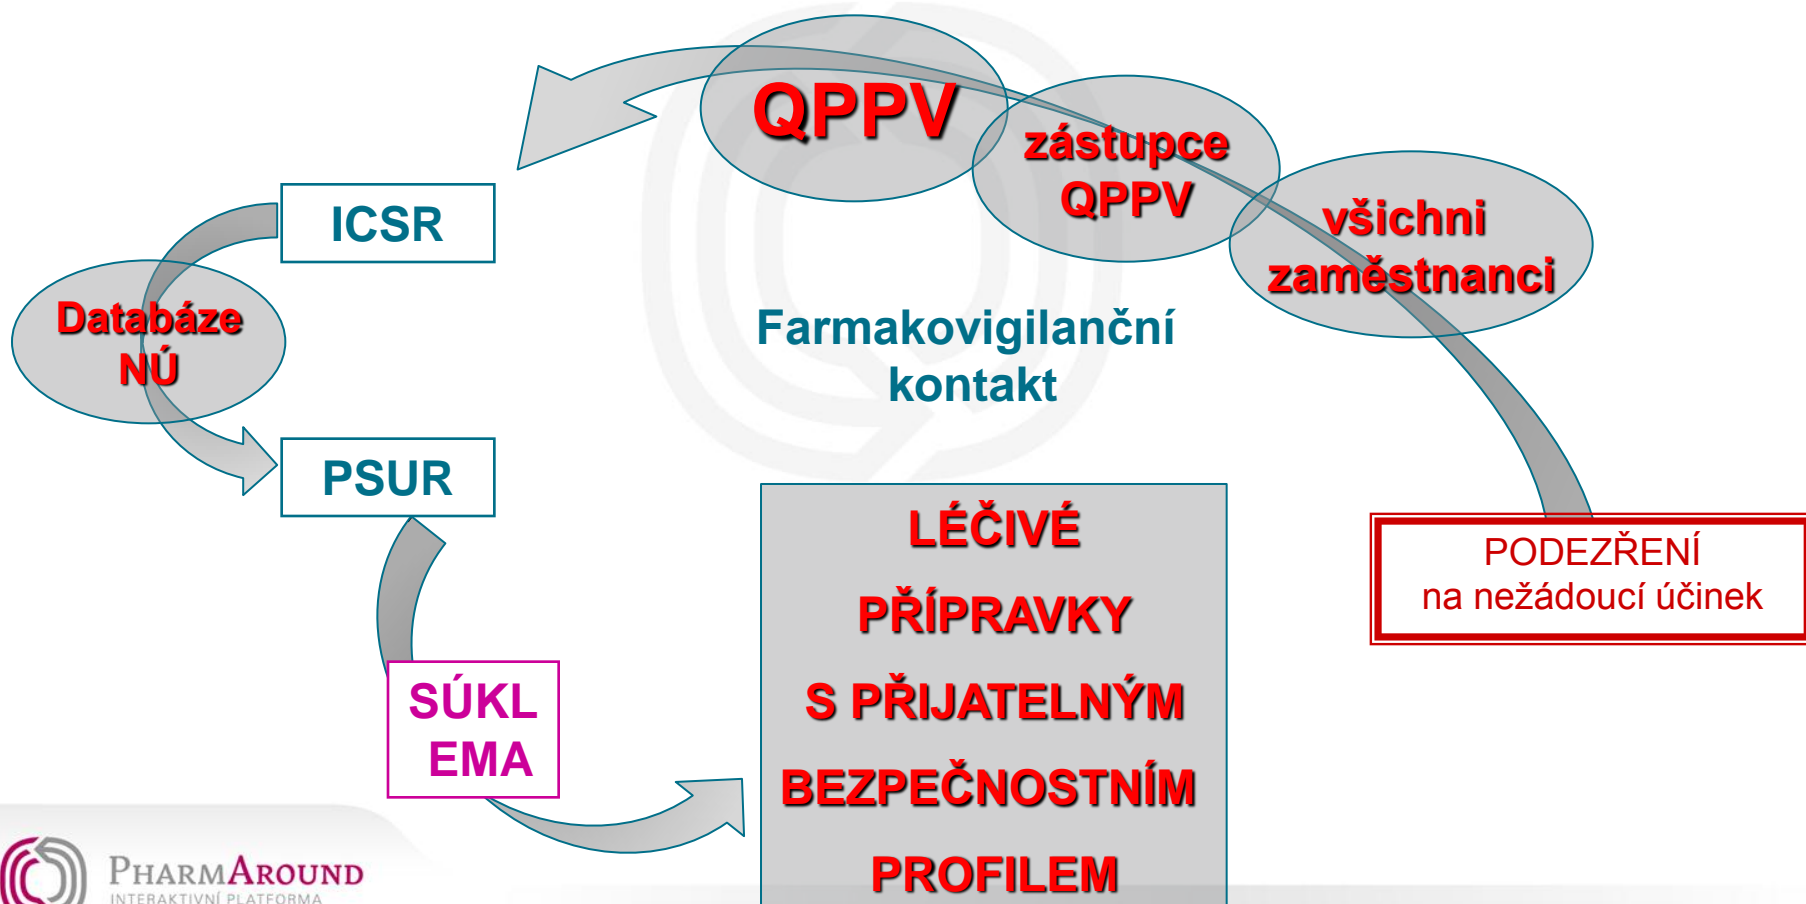 QPPV
zástupce
QPPV
všichni
zaměstnanci
ICSR
Databáze
NÚ
Farmakovigilanční
kontakt
PSUR
LÉČIVÉ
PŘÍPRAVKY
S PŘIJATELNÝM
BEZPEČNOSTNÍM
PROFILEM
PODEZŘENÍ
na nežádoucí účinek
SÚKL
EMA
PHARMAROUND
INTERAKTIVNÍ PLATFORMA